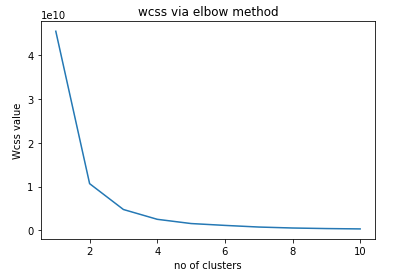 wcss via elbow method
1e10
4
3
2
1
0
Wcss value
2 4 6 8 10
no of clusters